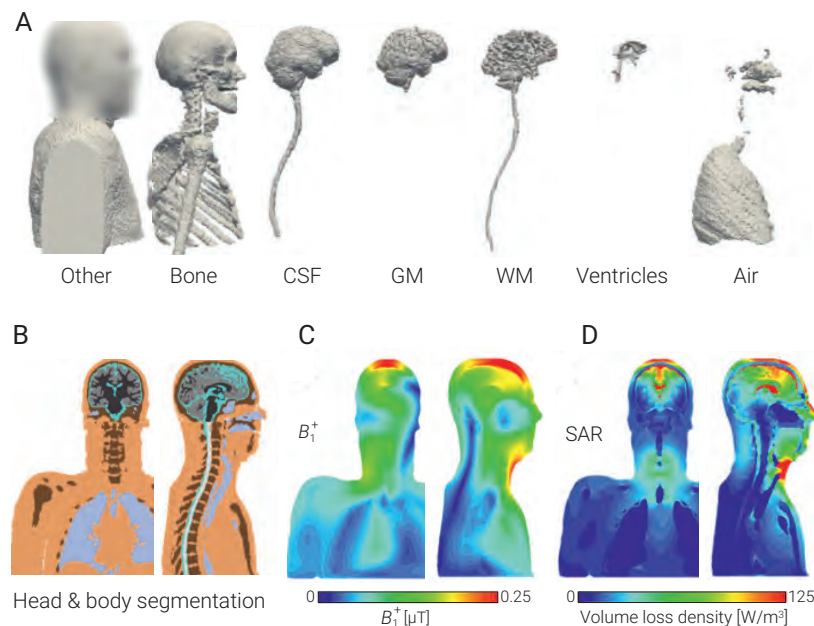 A
Other Bone CSF GM WM Ventricles Air
B C D
B₁⁺ SAR
Head & body segmentation
0 0.25 0 125
B₁⁺ [μT] Volume loss density [W/m³]